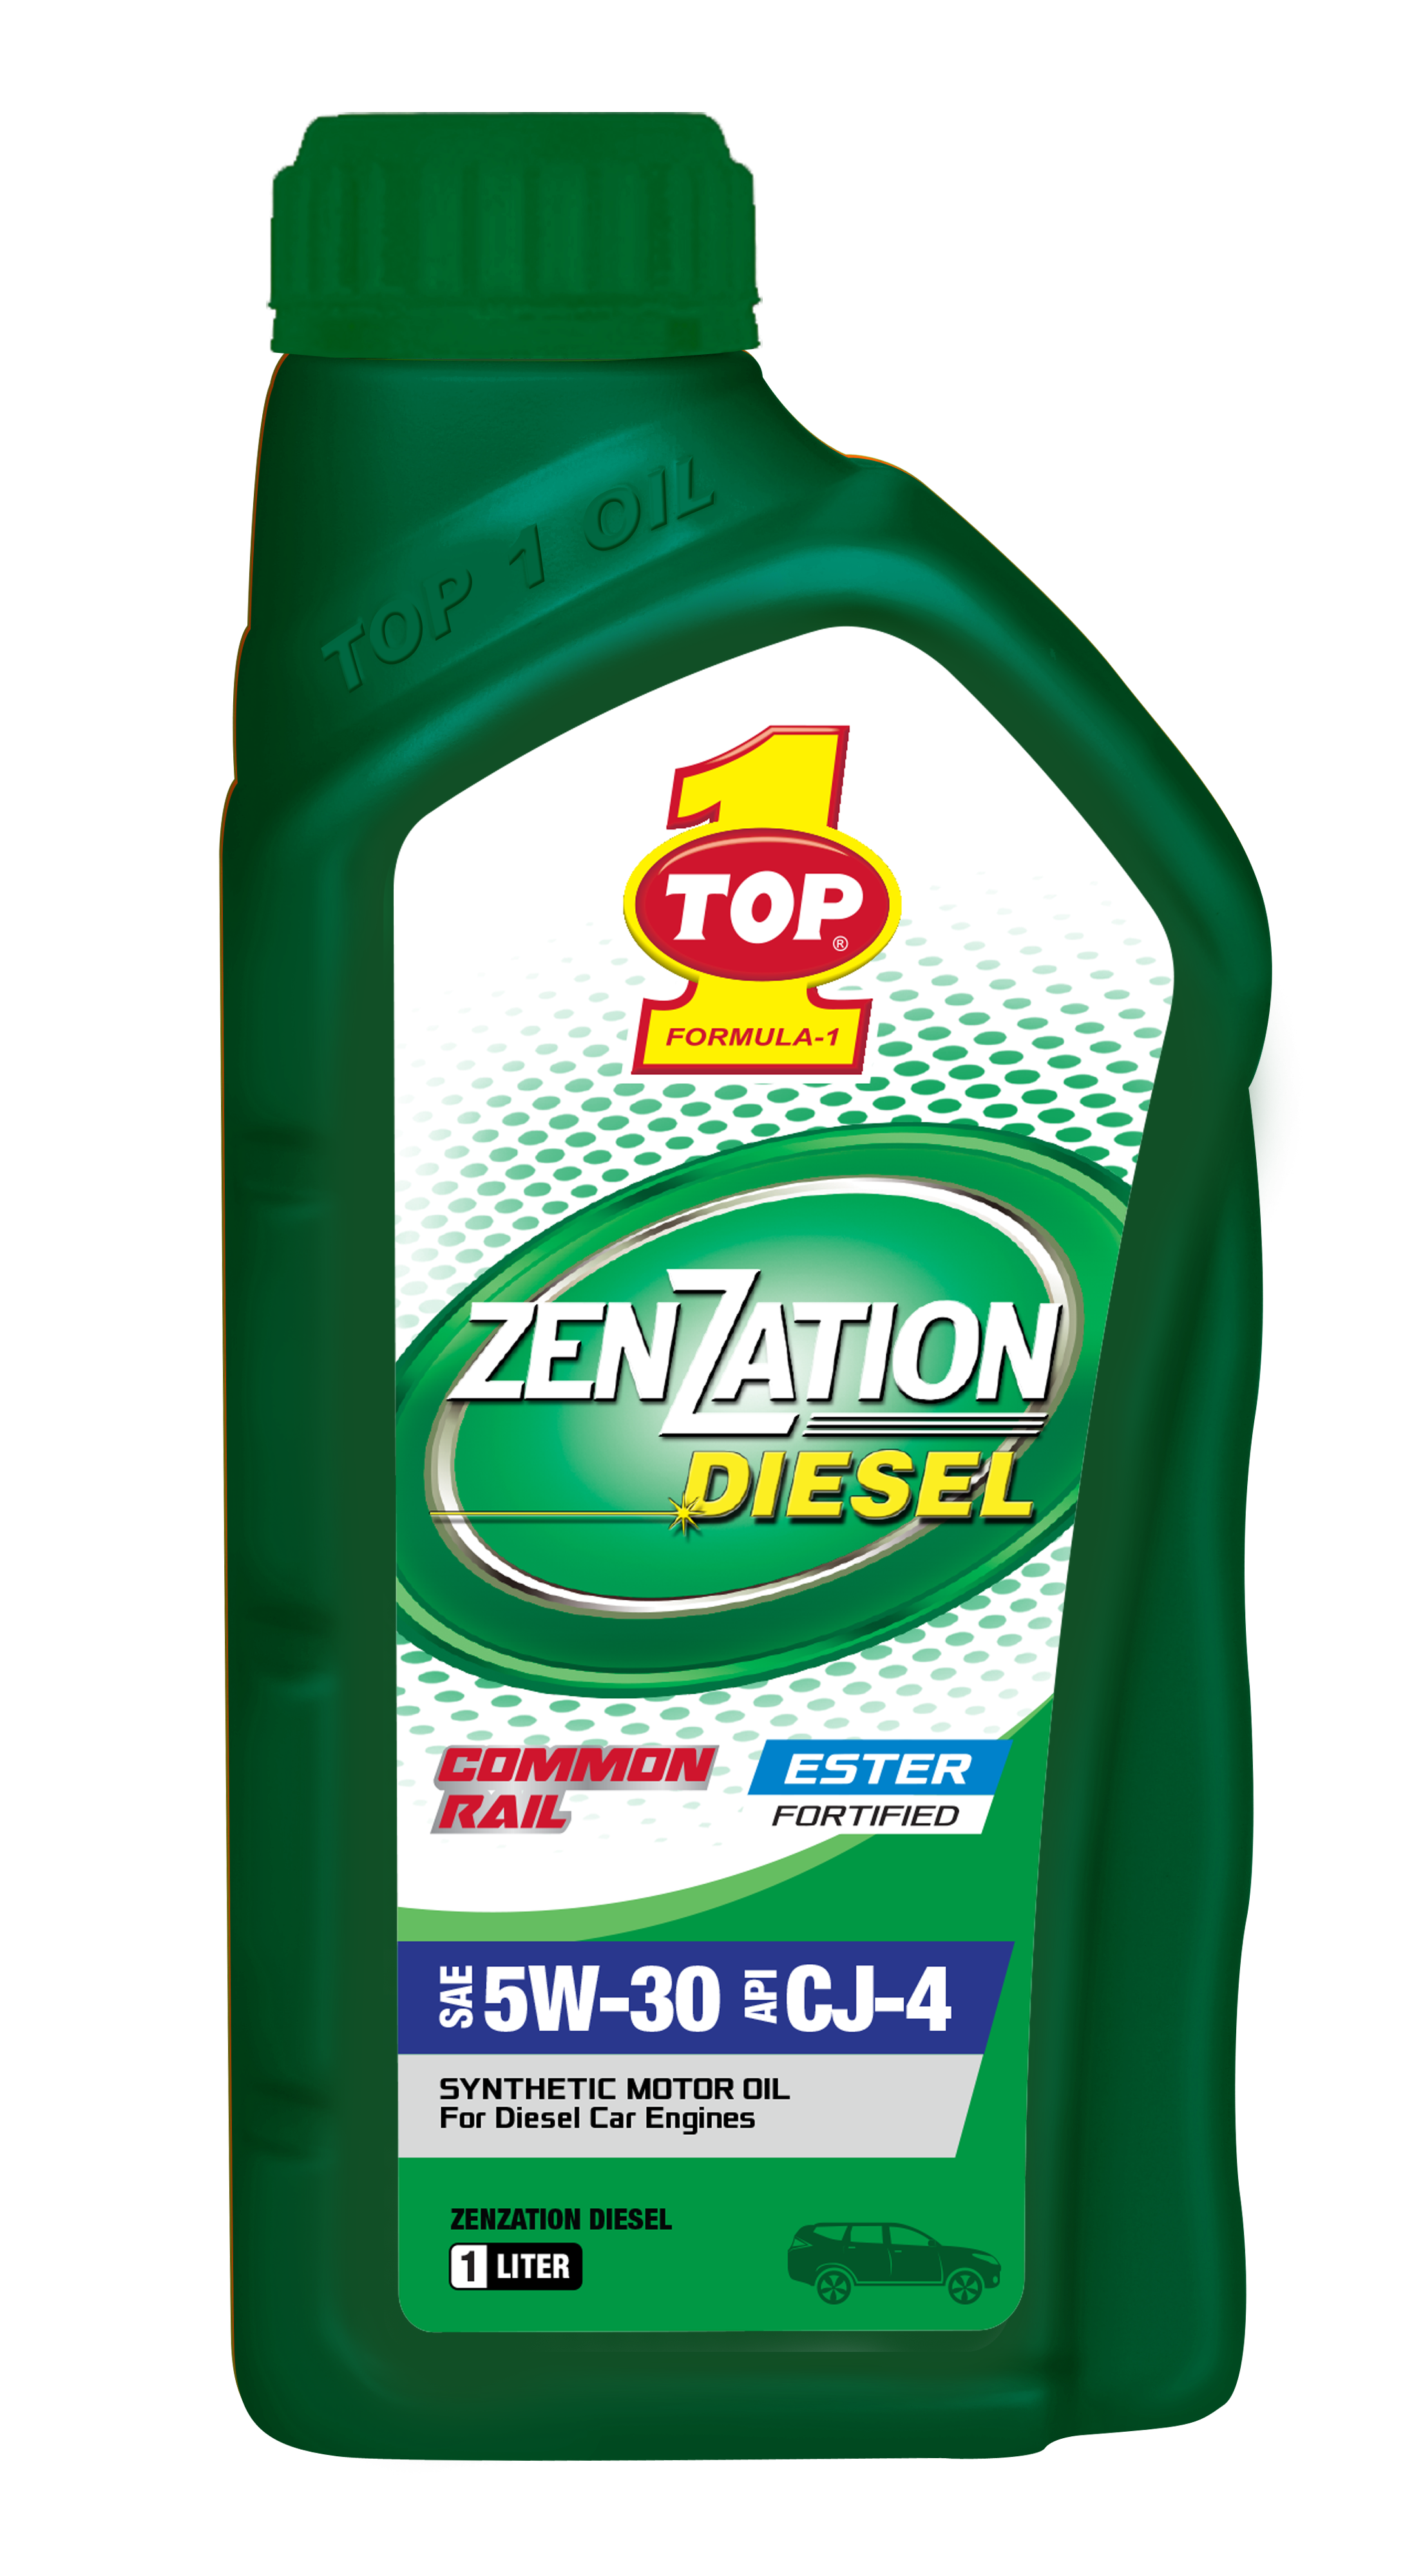 TOP 1 OIL
1
TOP®
FORMULA-1
ZENZATION
DIESEL
COMMON
RAIL
ESTER
FORTIFIED
SAE 5W-30 API CJ-4
SYNTHETIC MOTOR OIL
For Diesel Car Engines
ZENZATION DIESEL
1 LITER